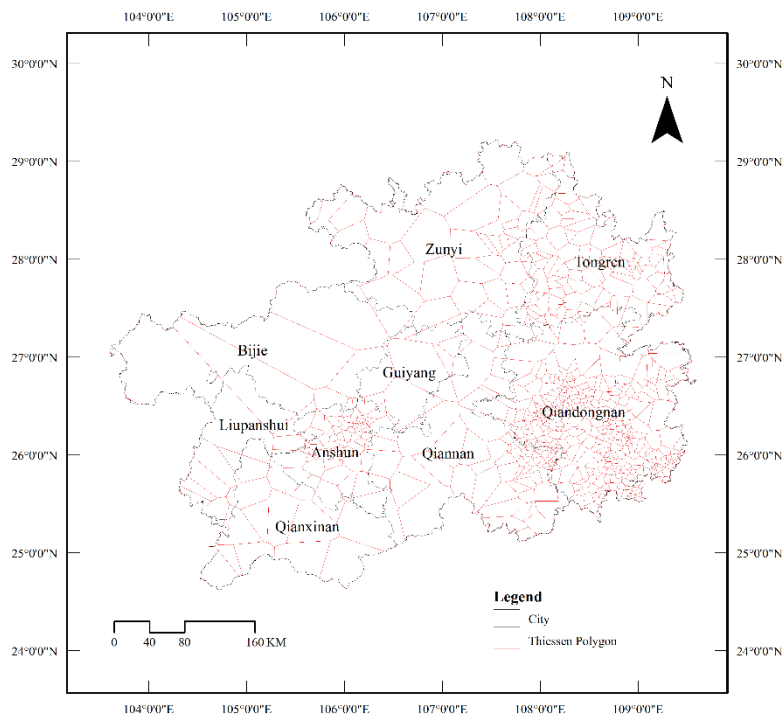 104°0'0"E 105°0'0"E 106°0'0"E 107°0'0"E 108°0'0"E 109°0'0"E
30°0'0"N 30°0'0"N
N
29°0'0"N 29°0'0"N
Zunyi
28°0'0"N Tongren 28°0'0"N
27°0'0"N Bijie 27°0'0"N
Guiyang
Liupanshui Qiandongnan
26°0'0"N Anshun Qiannan 26°0'0"N
Qianxinan
25°0'0"N 25°0'0"N
Legend
City
0 40 80 160 KM Thiessen Polygon
24°0'0"N 24°0'0"N
104°0'0"E 105°0'0"E 106°0'0"E 107°0'0"E 108°0'0"E 109°0'0"E